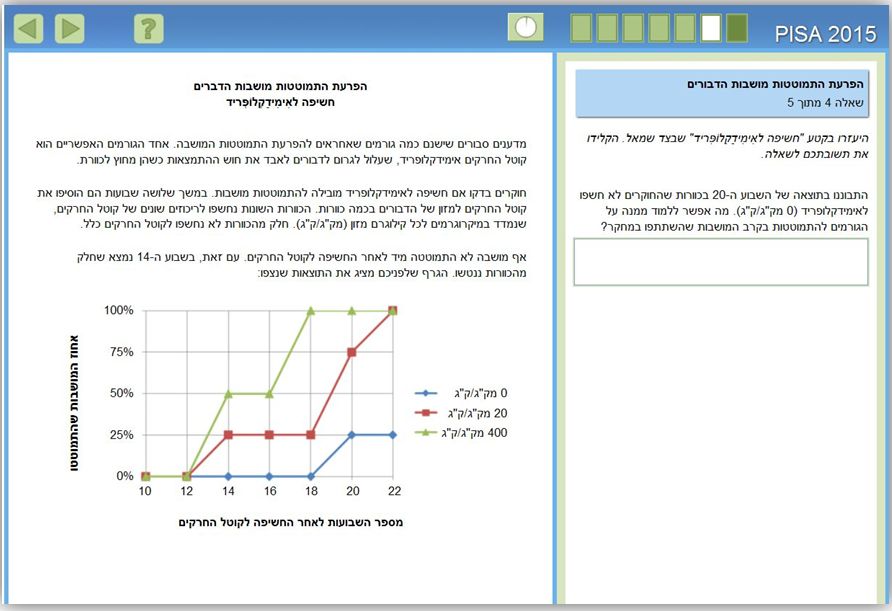 PISA 2015
?
הפרעת התמוטטות מושבות הדברים
חשיפה לאימידקלופריד
מדענים סבורים שישנם כמה גורמים שאחראים להפרעת התמוטטות המושבה. אחד הגורמים האפשריים הוא
קוטל החרקים אימידקלופריד, שעלול לגרום לדבורים לאבד את חוש ההתמצאות כשהן מחוץ לכוורת.
חוקרים בדקו אם חשיפה לאימידקלופריד מובילה להתמוטטות מושבות. במשך שלושה שבועות הם הוסיפו את
קוטל החרקים למזון של הדבורים בכמה כוורות. הכוורות השונות נחשפו לריכוזים שונים של קוטל החרקים,
שנמדד במיקרוגרמים לכל קילוגרם מזון (מק"ג/ק"ג). חלק מהכוורות לא נחשפו לקוטל החרקים כלל.
אף מושבה לא התמוטטה מיד לאחר החשיפה לקוטל החרקים. עם זאת, בשבוע ה-14 נמצא שחלק
מהכוורות ננטשו. הגרף שלפניכם מציג את התוצאות שנצפו:
אחוז המושבות שהתמוטטו
100%
75%
50%
25%
0%
10 12 14 16 18 20 22
מספר השבועות לאחר החשיפה לקוטל החרקים
0 מק"ג/ק"ג
20 מק"ג/ק"ג
400 מק"ג/ק"ג
הפרעת התמוטטות מושבות הדבורים
שאלה 4 מתוך 5
היעזרו בקטע "חשיפה לאימידקלופריד" שבצד שמאל. הקלידו
את תשובתכם לשאלה.
התבוננו בתוצאה של השבוע ה-20 בכוורות שהחוקרים לא חשפו
לאימידקלופריד (0 מק"ג/ק"ג). מה אפשר ללמוד ממנה על
הגורמים להתמוטטות בקרב המושבות שהשתתפו במחקר?